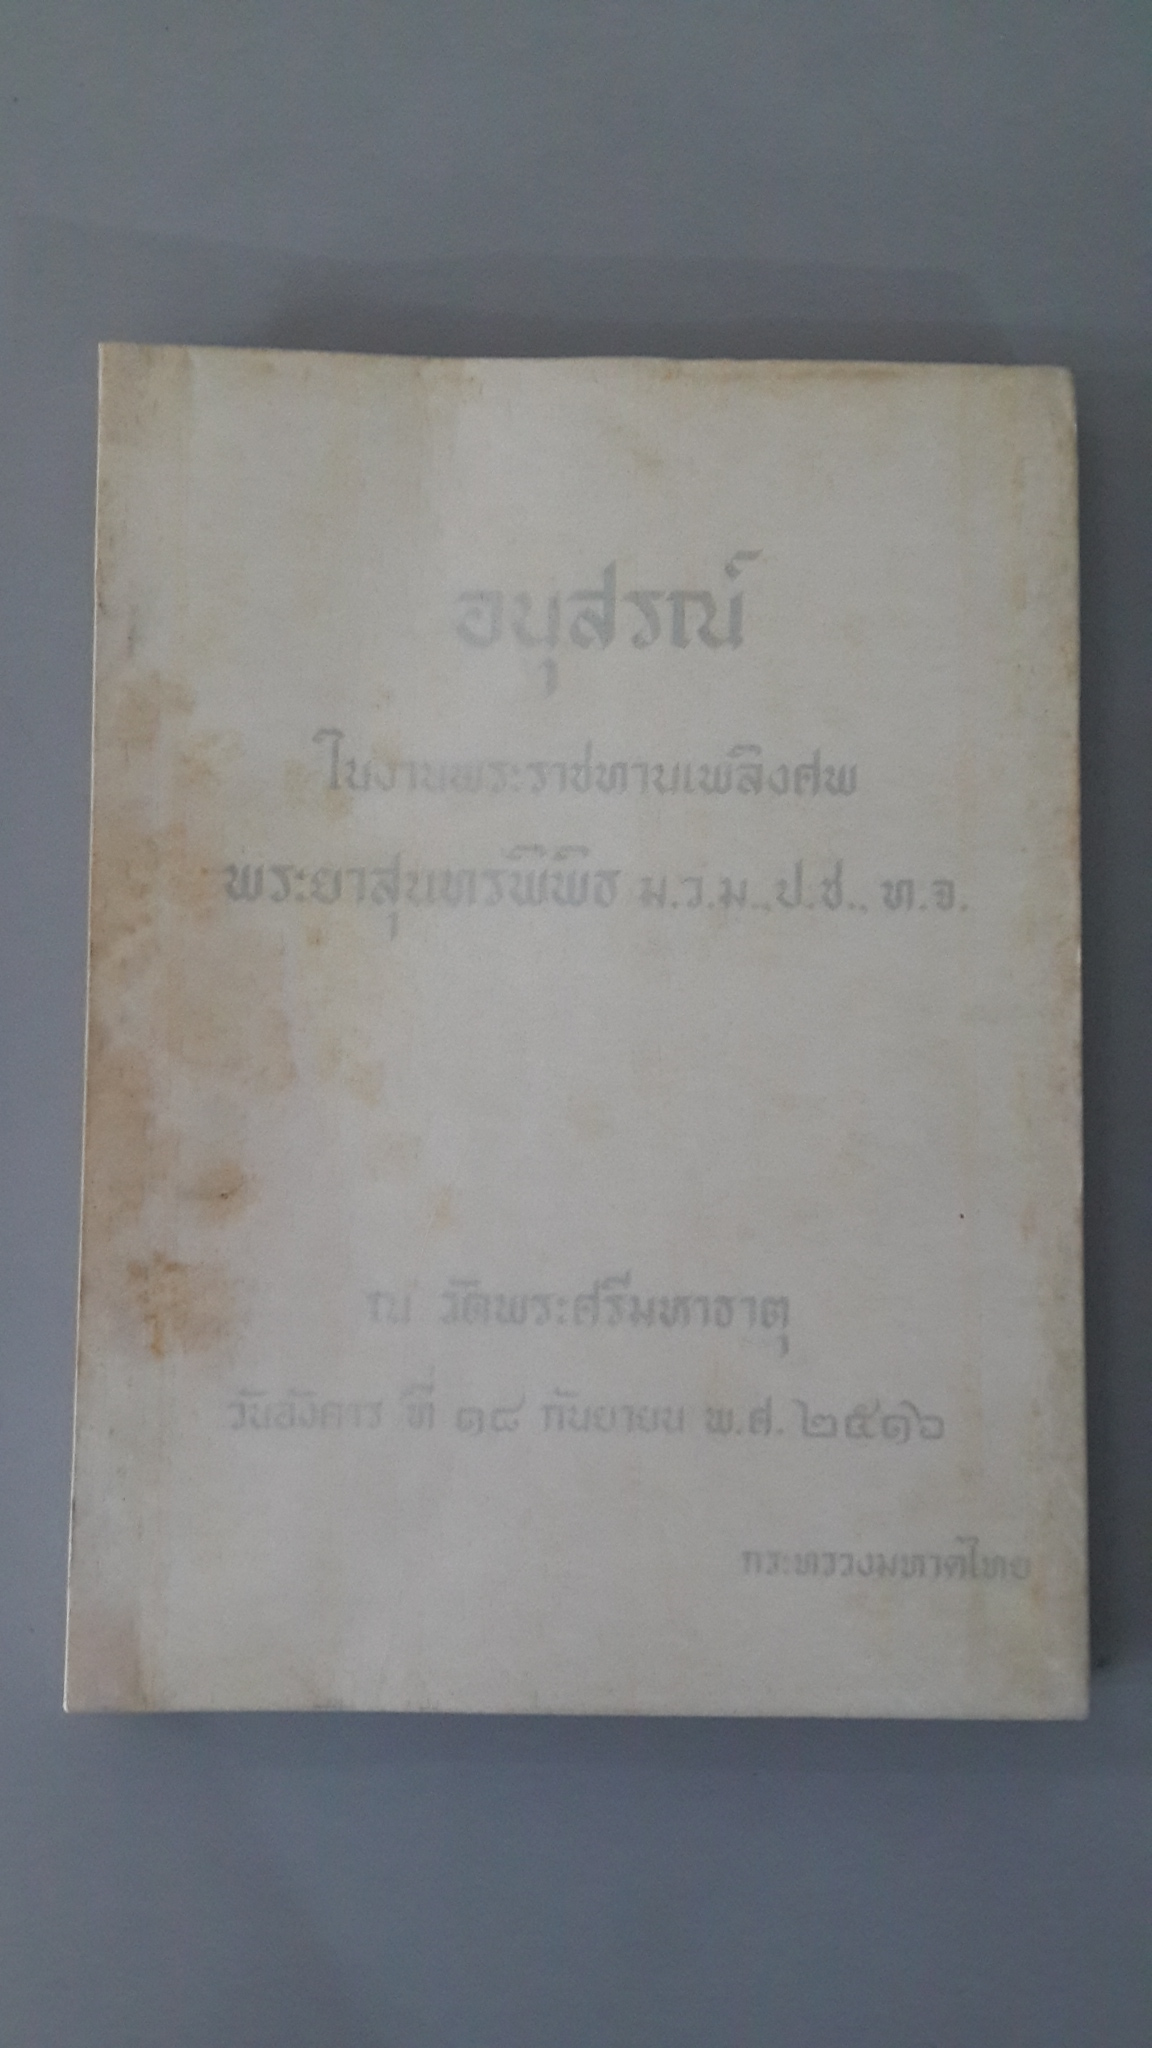 อนุสรณ์
ในงานพระราชทานเพลิงศพ
พระยาสุนทรพิพิธ ม.ว.ม., ป.ช., ท.จ.
ณ วัดพระศรีมหาธาตุ
วันอังคาร ที่ ๑๘ กันยายน พ.ศ. ๒๕๑๖
กระทรวงมหาดไทย